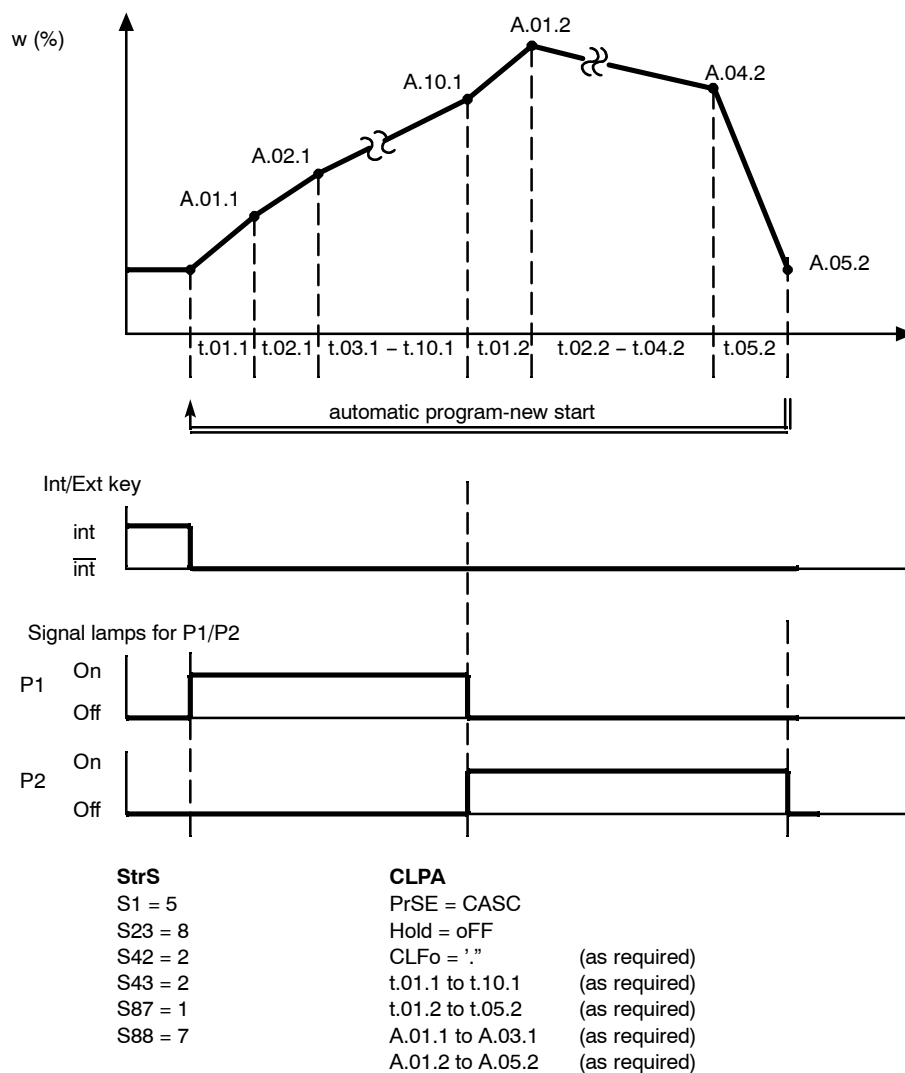 A.01.2
w (%)
A.10.1
A.04.2
A.02.1
A.01.1
A.05.2
t.01.1 t.02.1 t.03.1 – t.10.1 t.01.2 t.02.2 – t.04.2 t.05.2
automatic program-new start
Int/Ext key
int
int
Signal lamps for P1/P2
On
P1
Off
On
P2
Off
StrS CLPA
S1 = 5 PrSE = CASC
S23 = 8 Hold = oFF
S42 = 2 CLFo = '.” (as required)
S43 = 2 t.01.1 to t.10.1 (as required)
S87 = 1 t.01.2 to t.05.2 (as required)
S88 = 7 A.01.1 to A.03.1 (as required)
A.01.2 to A.05.2 (as required)